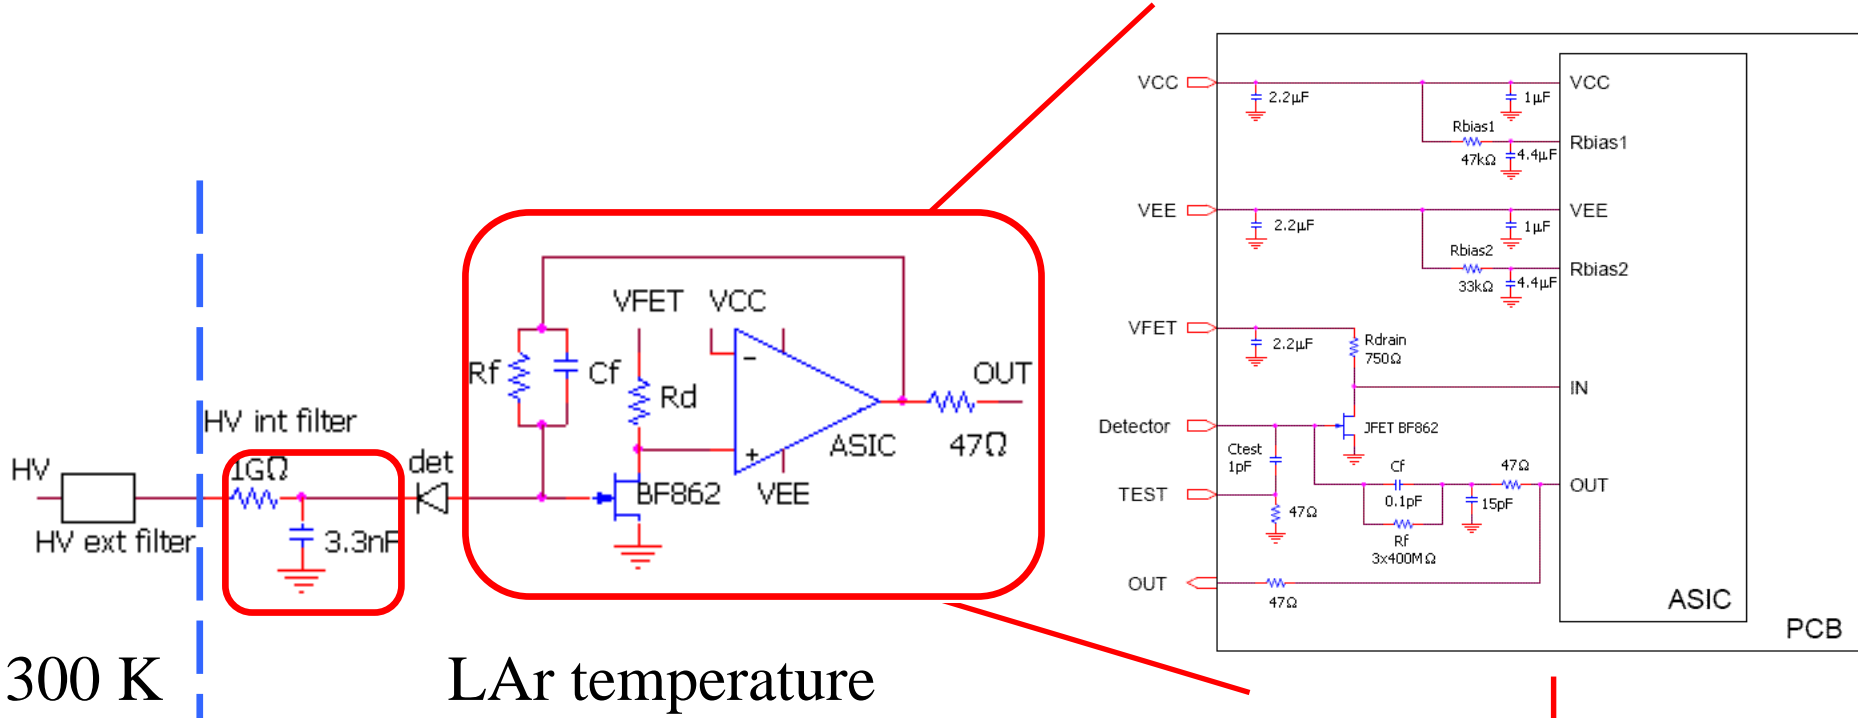 HV
HV ext filter
HV int filter
1GΩ
3.3nF
det
Rf
Cf
VFET
VCC
Rd
BF862
−
+
VEE
ASIC
OUT
47Ω
300 K
LAr temperature
VCC
2.2µF
1µF
VCC
Rbias1
47kΩ
4.4µF
Rbias1
VEE
2.2µF
1µF
VEE
Rbias2
33kΩ
4.4µF
Rbias2
VFET
2.2µF
Rdrain
750Ω
IN
Detector
JFET BF862
Ctest
1pF
Cf
0.1pF
47Ω
OUT
TEST
47Ω
15pF
Rf
3x400MΩ
OUT
47Ω
ASIC
PCB